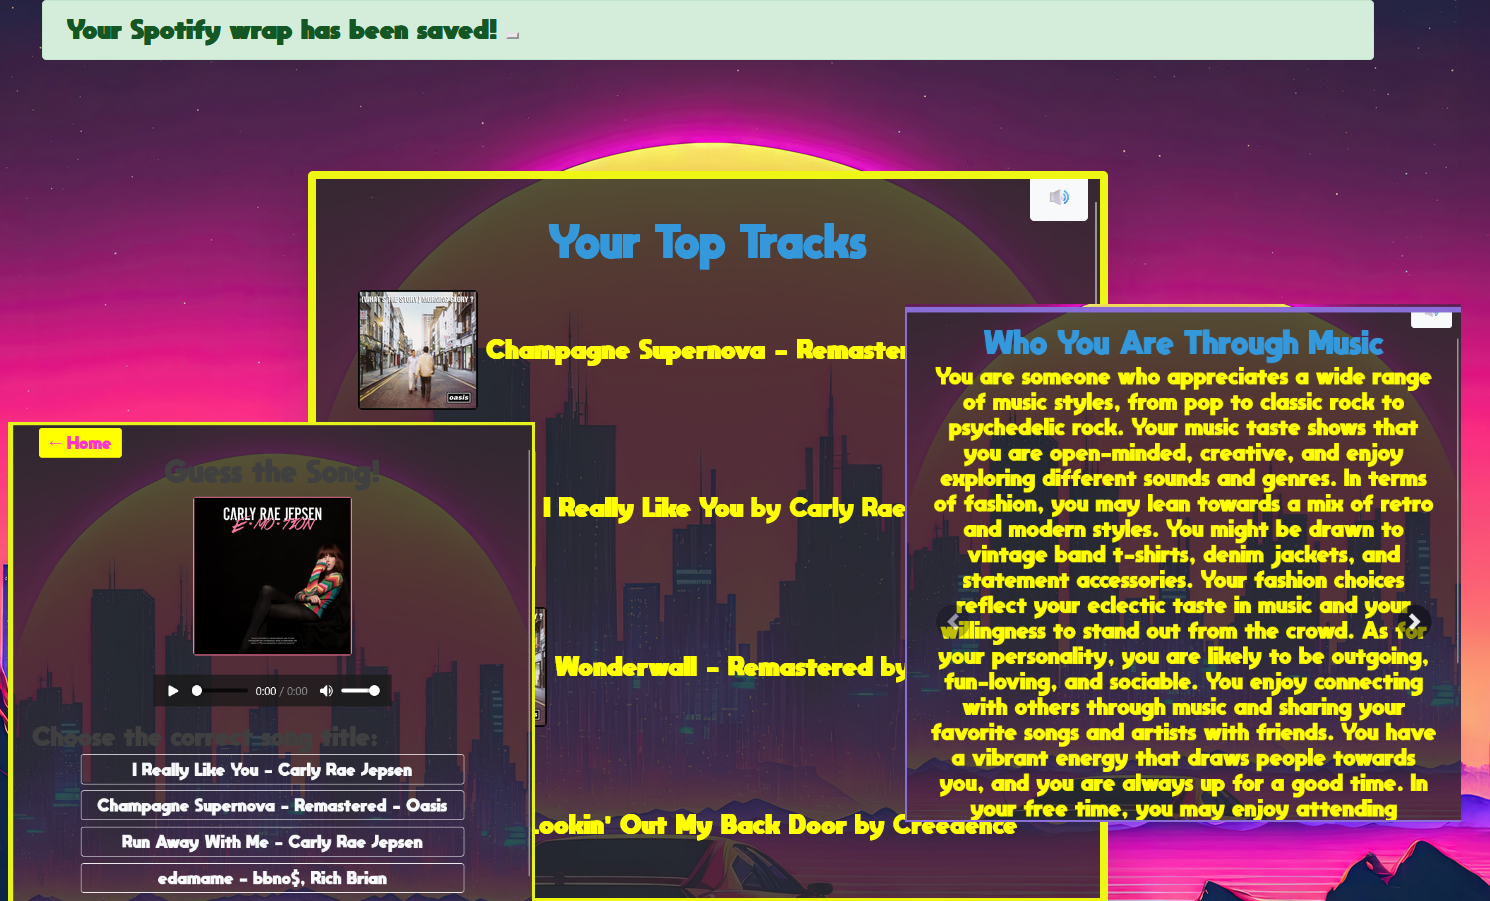 Your Spotify wrap has been saved!
Your Top Tracks
(WHAT'S THE STORY) MORNING GLORY ?
oasis
Champagne Supernova - Remaster
I Really Like You by Carly Rae
Wonderwall - Remastered by
Lookin' Out My Back Door by Creedence
← Home
Guess the Song!
CARLY RAE JEPSEN
E·MO·TION
0:00 / 0:00
Choose the correct song title:
I Really Like You - Carly Rae Jepsen
Champagne Supernova - Remastered - Oasis
Run Away With Me - Carly Rae Jepsen
edamame - bbno$, Rich Brian
Who You Are Through Music
You are someone who appreciates a wide range
of music styles, from pop to classic rock to
psychedelic rock. Your music taste shows that
you are open-minded, creative, and enjoy
exploring different sounds and genres. In terms
of fashion, you may lean towards a mix of retro
and modern styles. You might be drawn to
vintage band t-shirts, denim jackets, and
statement accessories. Your fashion choices
reflect your eclectic taste in music and your
willingness to stand out from the crowd. As for
your personality, you are likely to be outgoing,
fun-loving, and sociable. You enjoy connecting
with others through music and sharing your
favorite songs and artists with friends. You have
a vibrant energy that draws people towards
you, and you are always up for a good time. In
your free time, you may enjoy attending